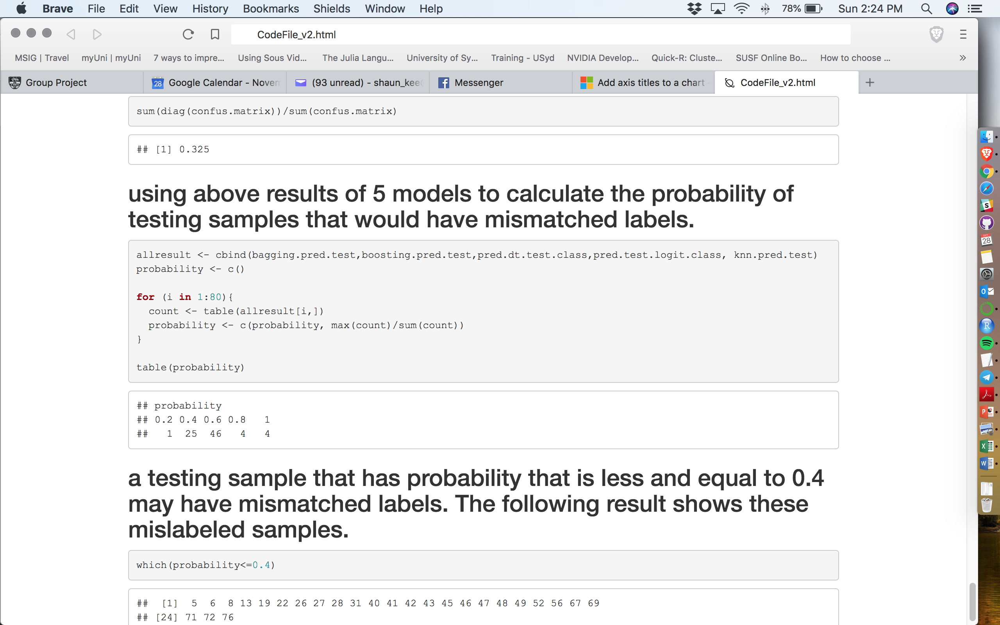 Brave File Edit View History Bookmarks Shields Window Help 78% Sun 2:24 PM
CodeFile_v2.html
MSIG | Travel myUni | myUni 7 ways to impre... Using Sous Vid... The Julia Langu... University of Sy... Training - USyd NVIDIA Develop... Quick-R: Cluste... SUSF Online Bo... How to choose ... »
Group Project 28 Google Calendar - Novem (93 unread) - shaun_kee Messenger Add axis titles to a chart CodeFile_v2.html +
sum(diag(confus.matrix))/sum(confus.matrix)
## [1] 0.325
using above results of 5 models to calculate the probability of
testing samples that would have mismatched labels.
allresult <- cbind(bagging.pred.test,boosting.pred.test,pred.dt.test.class,pred.test.logit.class, knn.pred.test)
probability <- c()
for (i in 1:80){
  count <- table(allresult[i,])
  probability <- c(probability, max(count)/sum(count))
}
table(probability)
## probability
## 0.2 0.4 0.6 0.8   1
##   1  25  46   4   4
a testing sample that has probability that is less and equal to 0.4
may have mismatched labels. The following result shows these
mislabeled samples.
which(probability<=0.4)
##  [1]  5  6  8 13 19 22 26 27 28 31 40 41 42 43 45 46 47 48 49 52 56 67 69
## [24] 71 72 76
S
OCT
28
O
R
P
X
W